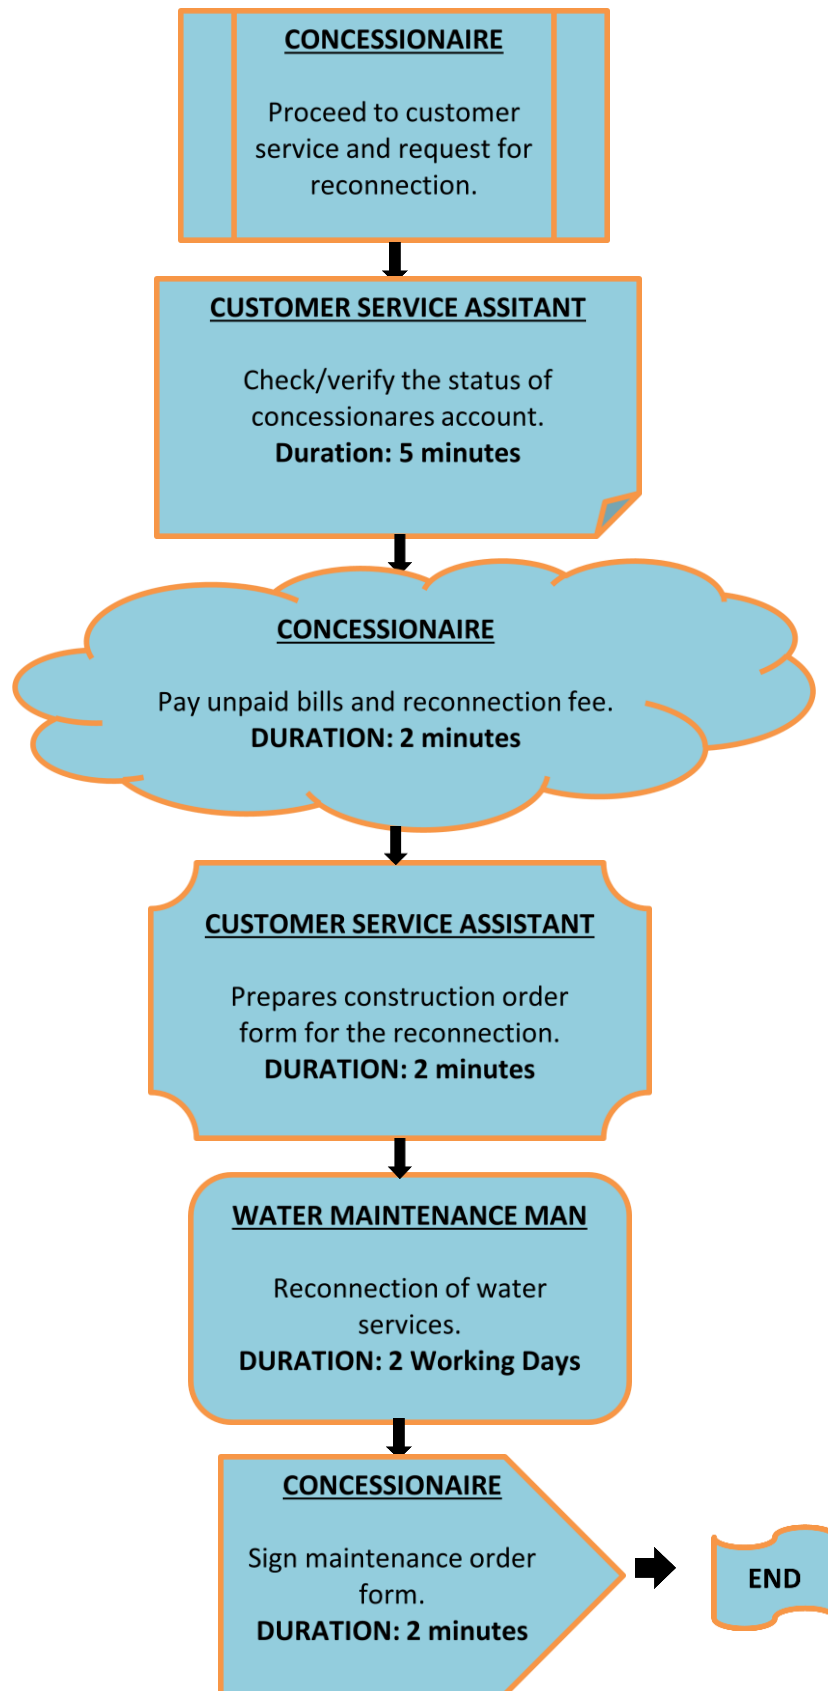 CONCESSIONAIRE
Proceed to customer
service and request for
reconnection.
CUSTOMER SERVICE ASSITANT
Check/verify the status of
concessionares account.
Duration: 5 minutes
CONCESSIONAIRE
Pay unpaid bills and reconnection fee.
DURATION: 2 minutes
CUSTOMER SERVICE ASSISTANT
Prepares construction order
form for the reconnection.
DURATION: 2 minutes
WATER MAINTENANCE MAN
Reconnection of water
services.
DURATION: 2 Working Days
CONCESSIONAIRE
Sign maintenance order
form.
DURATION: 2 minutes
END